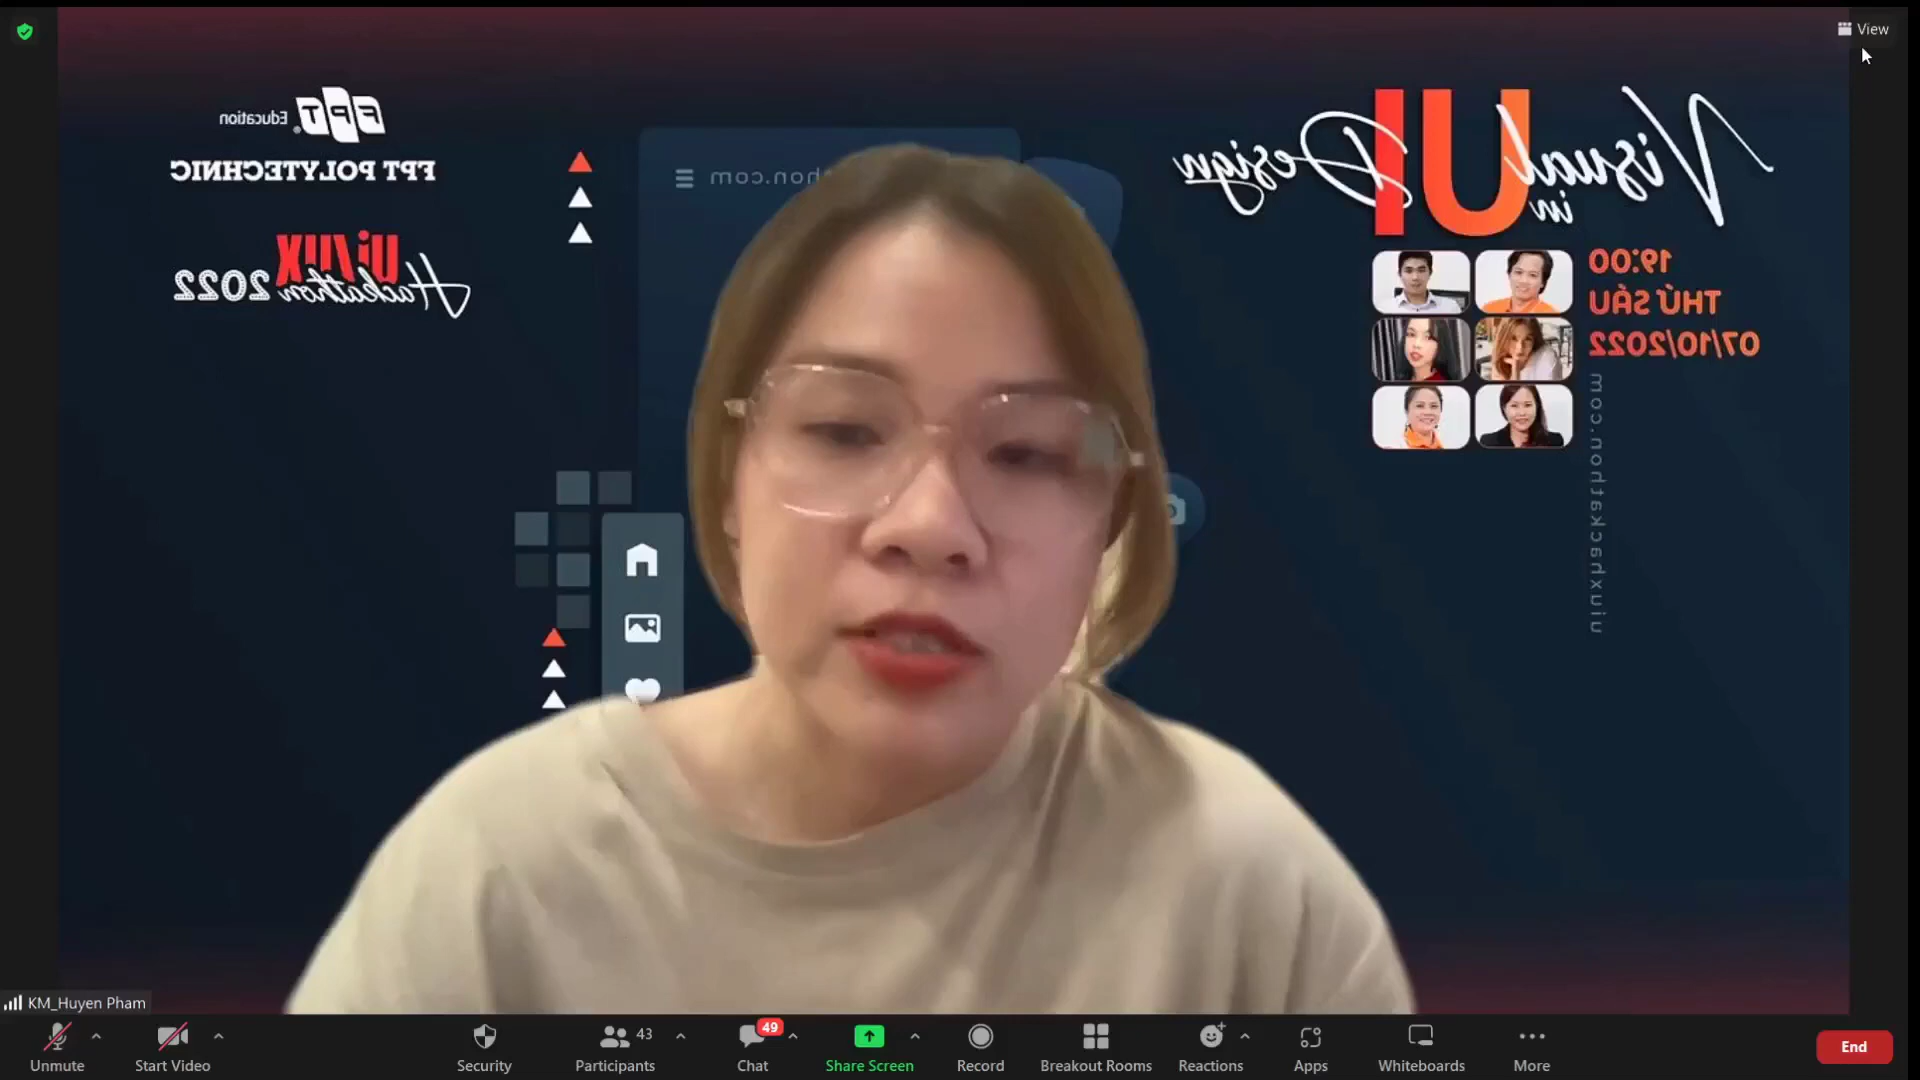 View
FPT Education
FPT POLYTECHNIC
UI/UX
Hackathon 2022
hon.com
Visual
in
UI
Design
19:00
THỨ SÁU
07/10/2022
uiuxhackathon.com
KM_Huyen Pham
Unmute
Start Video
Security
43
Participants
49
Chat
Share Screen
Record
Breakout Rooms
Reactions
Apps
Whiteboards
More
End